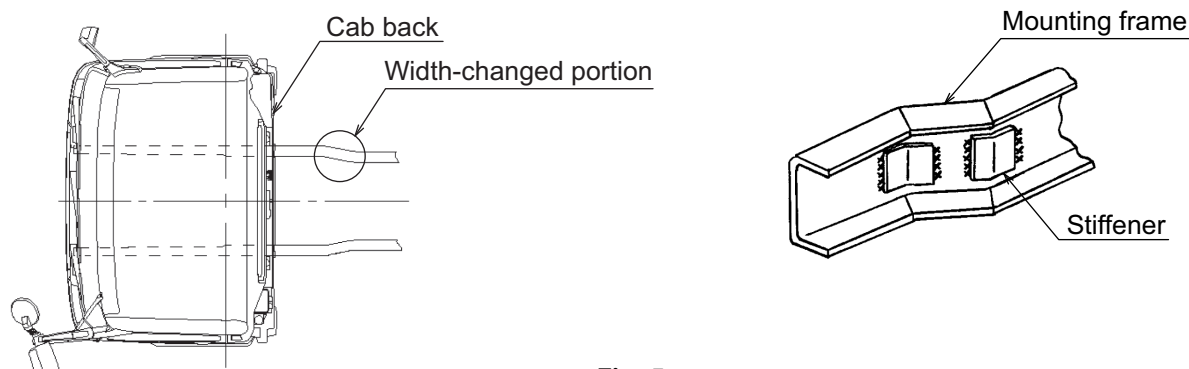 Cab back
Width-changed portion
Mounting frame
Stiffener